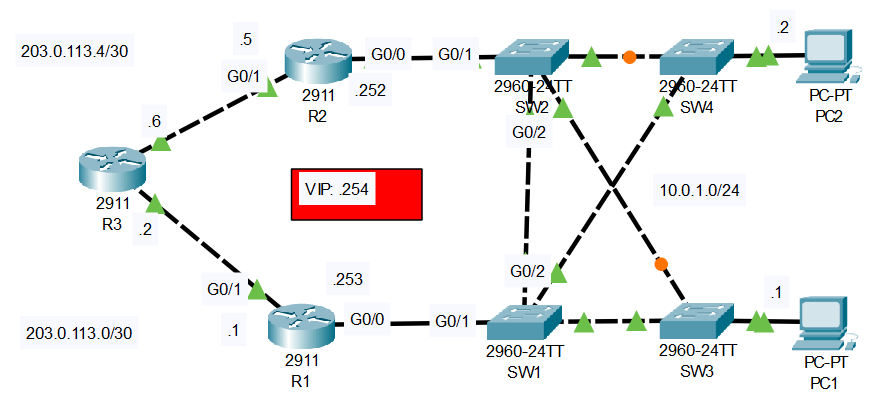 203.0.113.4/30
.5
G0/1
2911
R2
G0/0
.252
G0/1
2960-24TT
SW2
G0/2
2960-24TT
SW4
.2
PC-PT
PC2
.6
2911
R3
.2
VIP: .254
10.0.1.0/24
G0/1
.253
203.0.113.0/30
.1
2911
R1
G0/0
G0/1
G0/2
2960-24TT
SW1
2960-24TT
SW3
.1
PC-PT
PC1